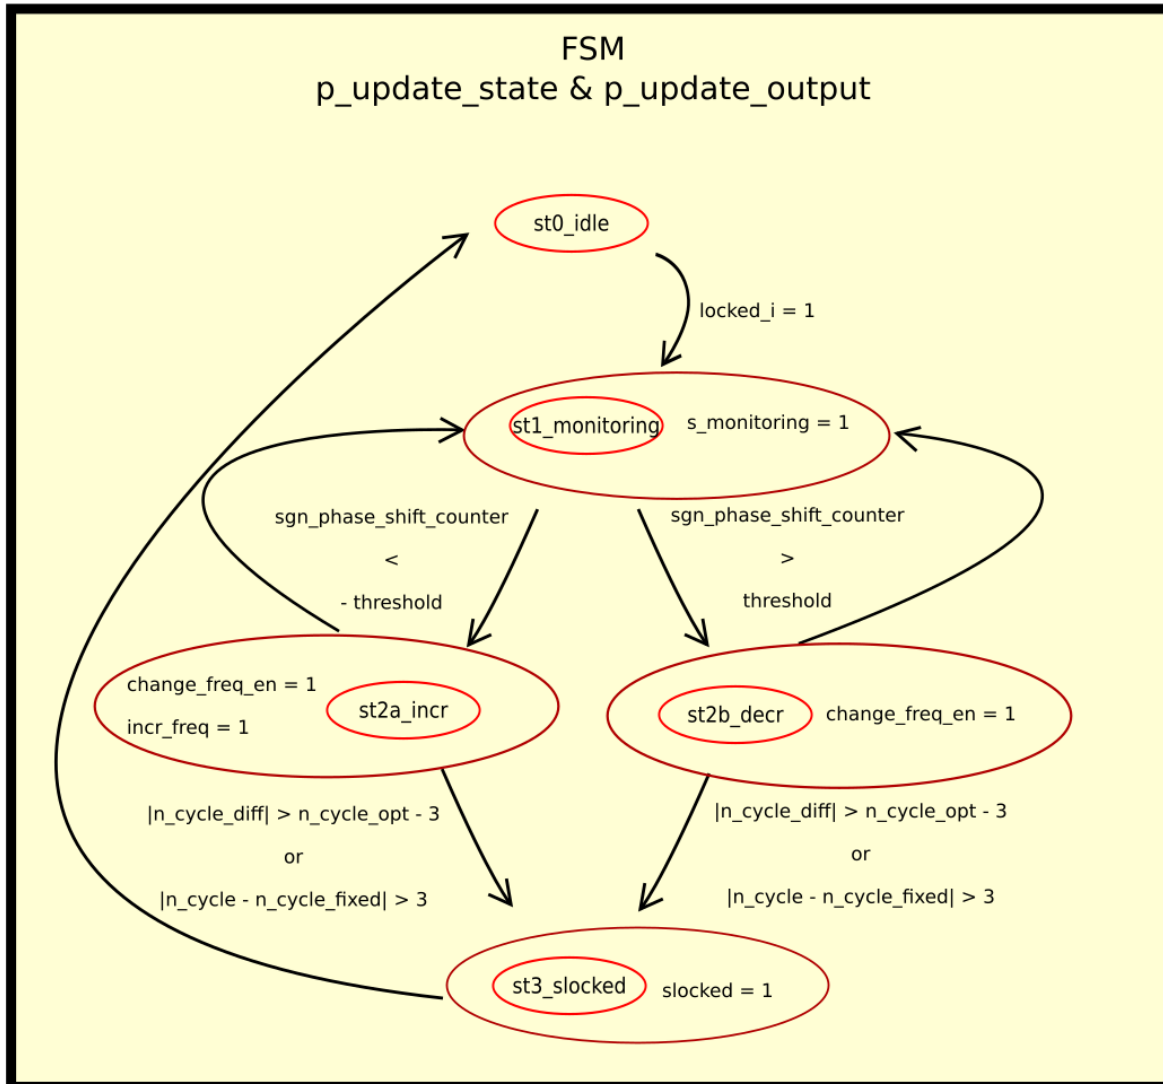 FSM
p_update_state & p_update_output
st0_idle
locked_i = 1
st1_monitoring
s_monitoring = 1
sgn_phase_shift_counter
<
- threshold
sgn_phase_shift_counter
>
threshold
change_freq_en = 1
incr_freq = 1
st2a_incr
st2b_decr
change_freq_en = 1
|n_cycle_diff| > n_cycle_opt - 3
or
|n_cycle - n_cycle_fixed| > 3
|n_cycle_diff| > n_cycle_opt - 3
or
|n_cycle - n_cycle_fixed| > 3
st3_slocked
slocked = 1